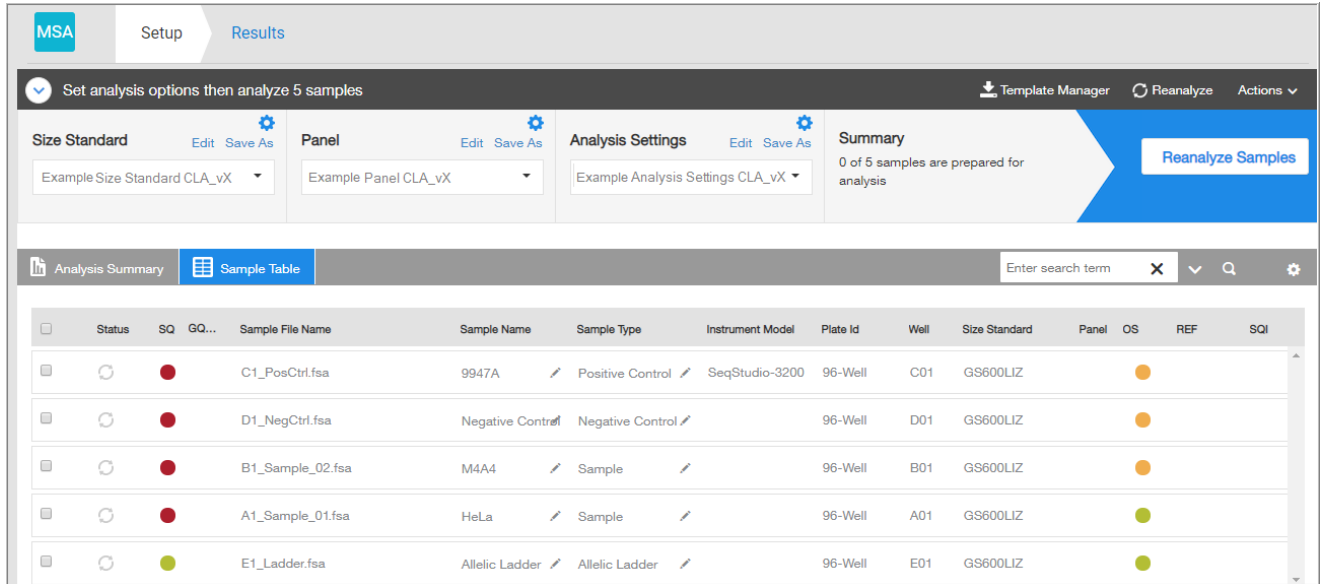 MSA Setup Results
Set analysis options then analyze 5 samples Template Manager Reanalyze Actions
Size Standard Edit Save As Panel Edit Save As Analysis Settings Edit Save As Summary
0 of 5 samples are prepared for
analysis
Reanalyze Samples
Example Size Standard CLA_vX Example Panel CLA_vX Example Analysis Settings CLA_vX
Analysis Summary Sample Table Enter search term
Status SQ GQ... Sample File Name Sample Name Sample Type Instrument Model Plate Id Well Size Standard Panel OS REF SQI
C1_PosCtrl.fsa 9947A Positive Control SeqStudio-3200 96-Well C01 GS600LIZ
D1_NegCtrl.fsa Negative Control Negative Control 96-Well D01 GS600LIZ
B1_Sample_02.fsa M4A4 Sample 96-Well B01 GS600LIZ
A1_Sample_01.fsa HeLa Sample 96-Well A01 GS600LIZ
E1_Ladder.fsa Allelic Ladder Allelic Ladder 96-Well E01 GS600LIZ